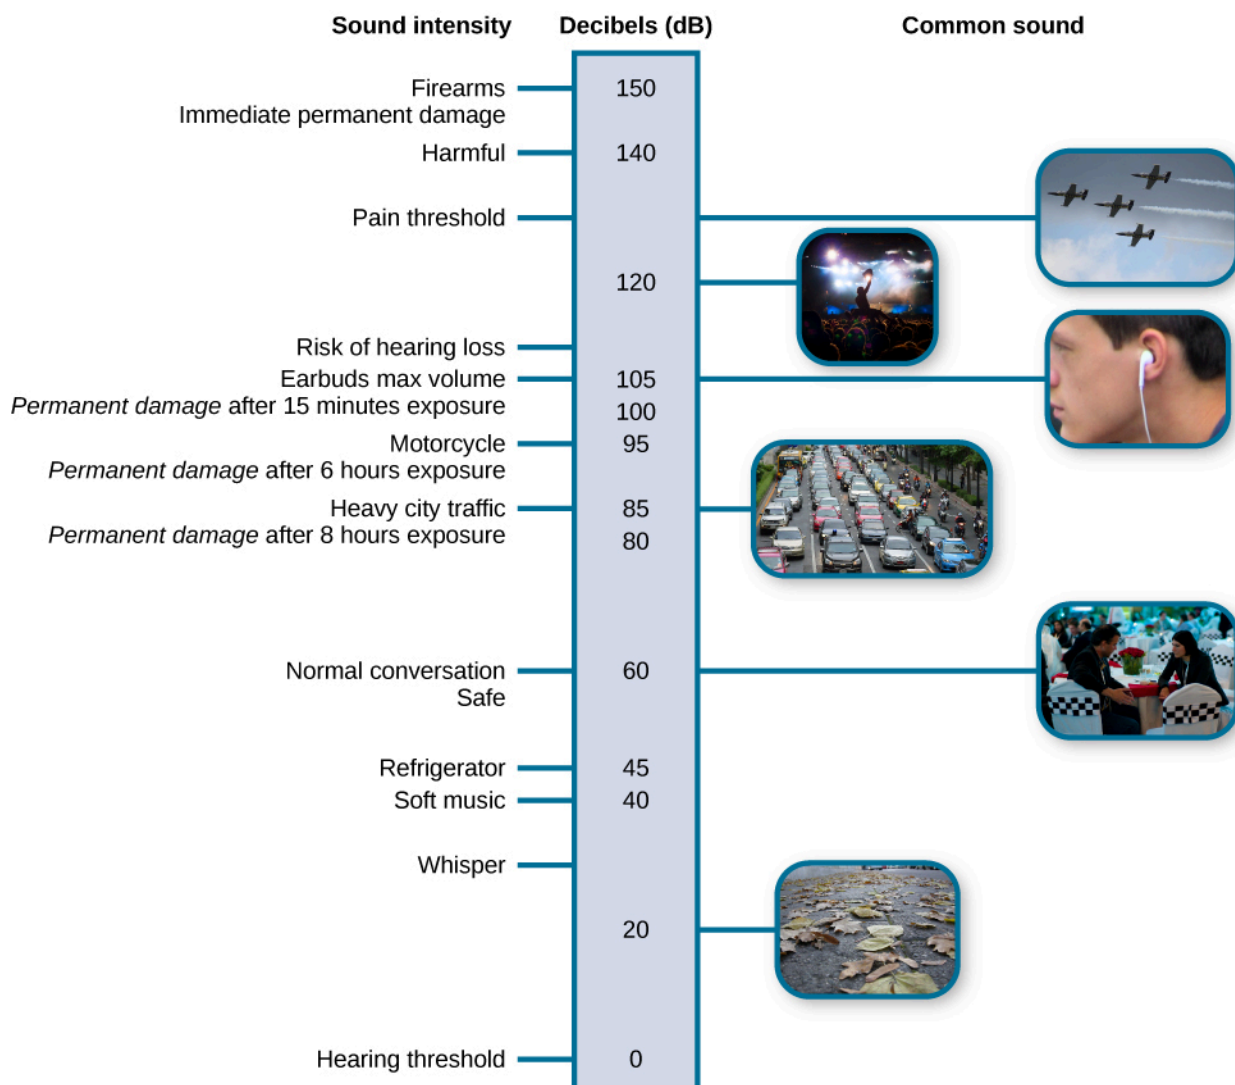 Sound intensity Decibels (dB) Common sound
Firearms 150
Immediate permanent damage
Harmful 140
Pain threshold
120
Risk of hearing loss
Earbuds max volume 105
Permanent damage after 15 minutes exposure 100
Motorcycle 95
Permanent damage after 6 hours exposure
Heavy city traffic 85
Permanent damage after 8 hours exposure 80
Normal conversation 60
Safe
Refrigerator 45
Soft music 40
Whisper
20
Hearing threshold 0